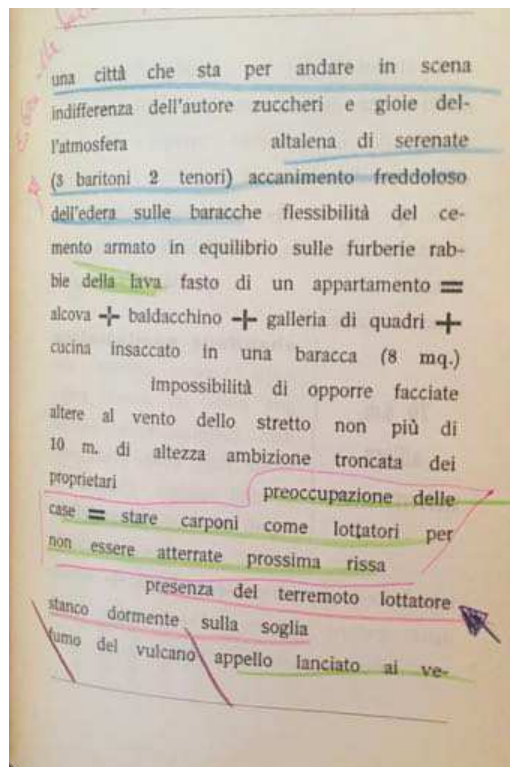 una città che sta per andare in scena
indifferenza dell'autore zuccheri e gioie del-
l'atmosfera altalena di serenate
(3 baritoni 2 tenori) accanimento freddoloso
dell'edera sulle baracche flessibilità del ce-
mento armato in equilibrio sulle furberie rab-
bie della lava fasto di un appartamento =
alcova + baldacchino + galleria di quadri +
cucina insaccato in una baracca (8 mq.)
impossibilità di opporre facciate
altere al vento dello stretto non più di
10 m. di altezza ambizione troncata dei
proprietari preoccupazione delle
case = stare carponi come lottatori per
non essere atterrate prossima rissa
presenza del terremoto lottatore
stanco dormente sulla soglia
fumo del vulcano appello lanciato ai ve-